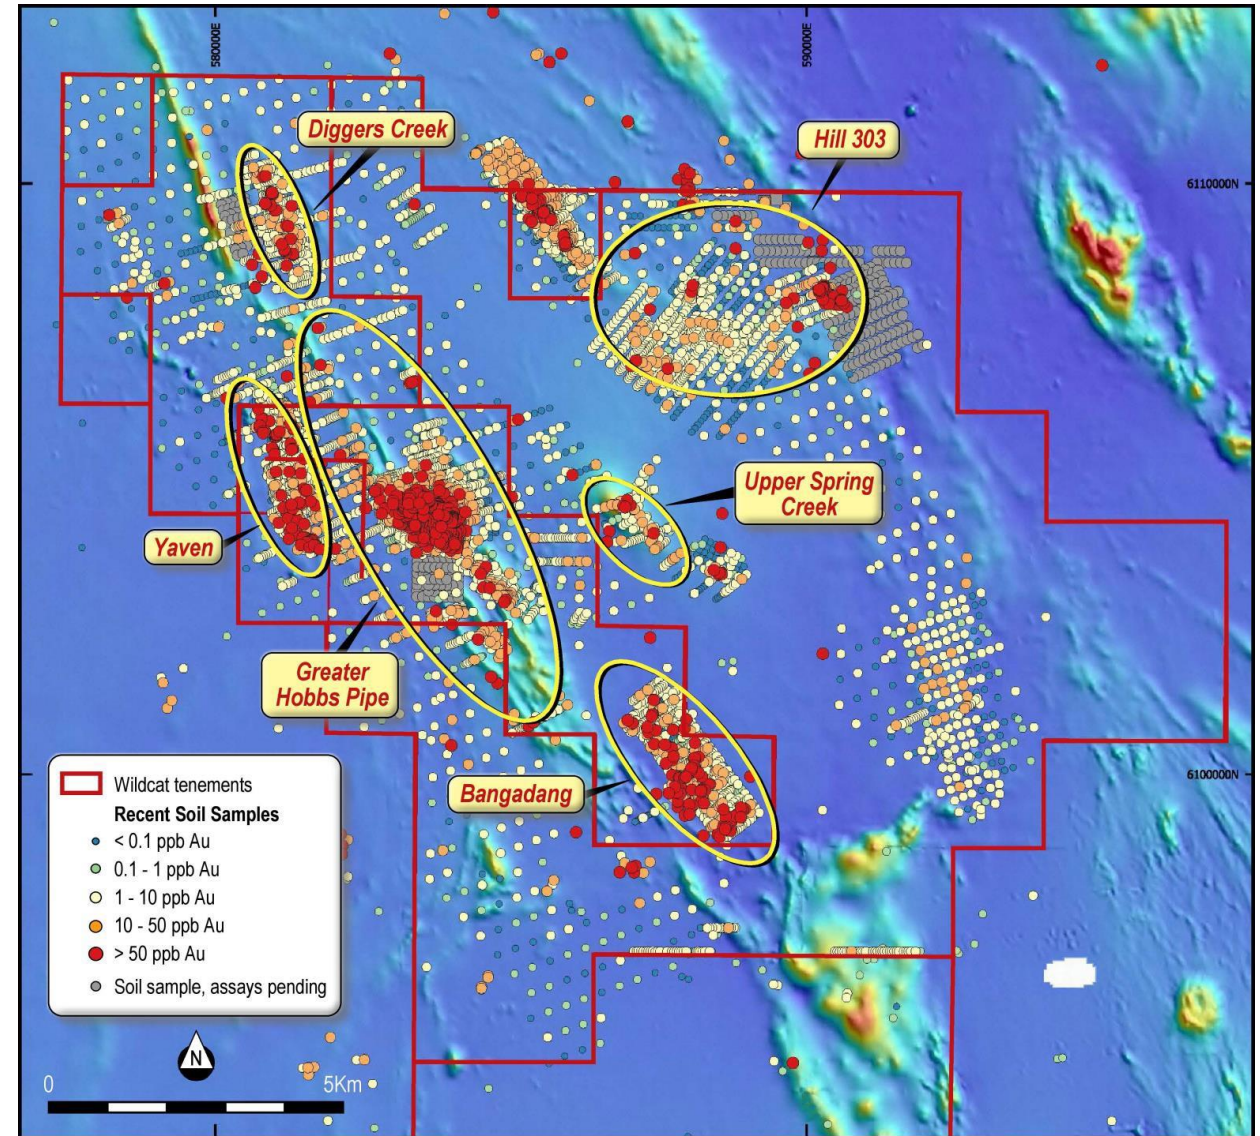 580000E
590000E
Diggers Creek
Hill 303
6110000N
Upper Spring
Creek
Yaven
Greater
Hobbs Pipe
Bangadang
6100000N
Wildcat tenements
Recent Soil Samples
< 0.1 ppb Au
0.1 - 1 ppb Au
1 - 10 ppb Au
10 - 50 ppb Au
> 50 ppb Au
Soil sample, assays pending
N
0 5Km